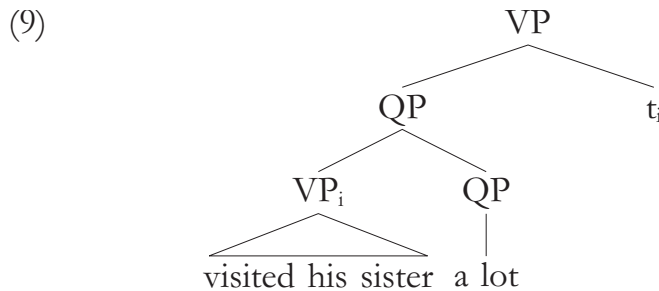 (9) VP
QP tᵢ
VPᵢ QP
visited his sister a lot